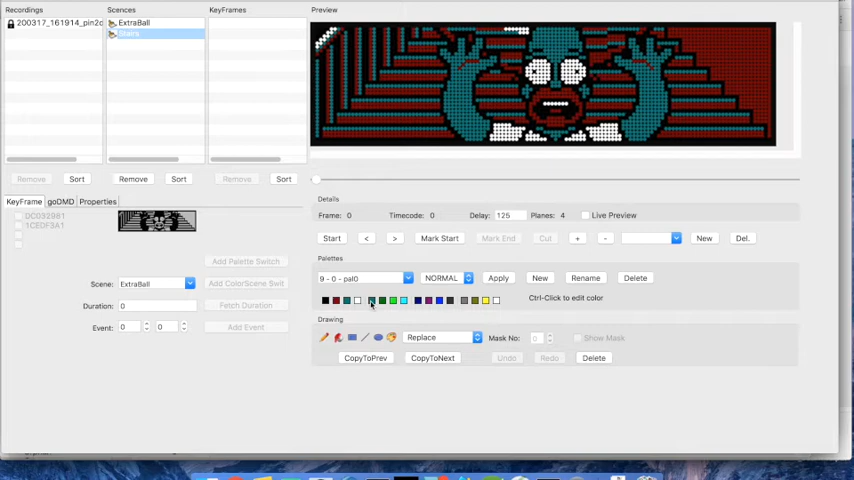 Recordings Scences KeyFrames Preview
200317_161914_pin2c ExtraBall
Stairs
Remove Sort Remove Sort Remove Sort
KeyFrame goDMD Properties Details
DC032981 Frame: 0 Timecode: 0 Delay: 125 Planes: 4 Live Preview
1CEDF3A1
Start < > Mark Start Mark End Cut + - New Del.
Add Palette Switch Palettes
9 - 0 - pal0 NORMAL Apply New Rename Delete
Scene: ExtraBall Add ColorScene Swit
Duration: 0 Fetch Duration Ctrl-Click to edit color
Event: 0 0 Add Event Drawing
Replace Mask No: 0 Show Mask
CopyToPrev CopyToNext Undo Redo Delete